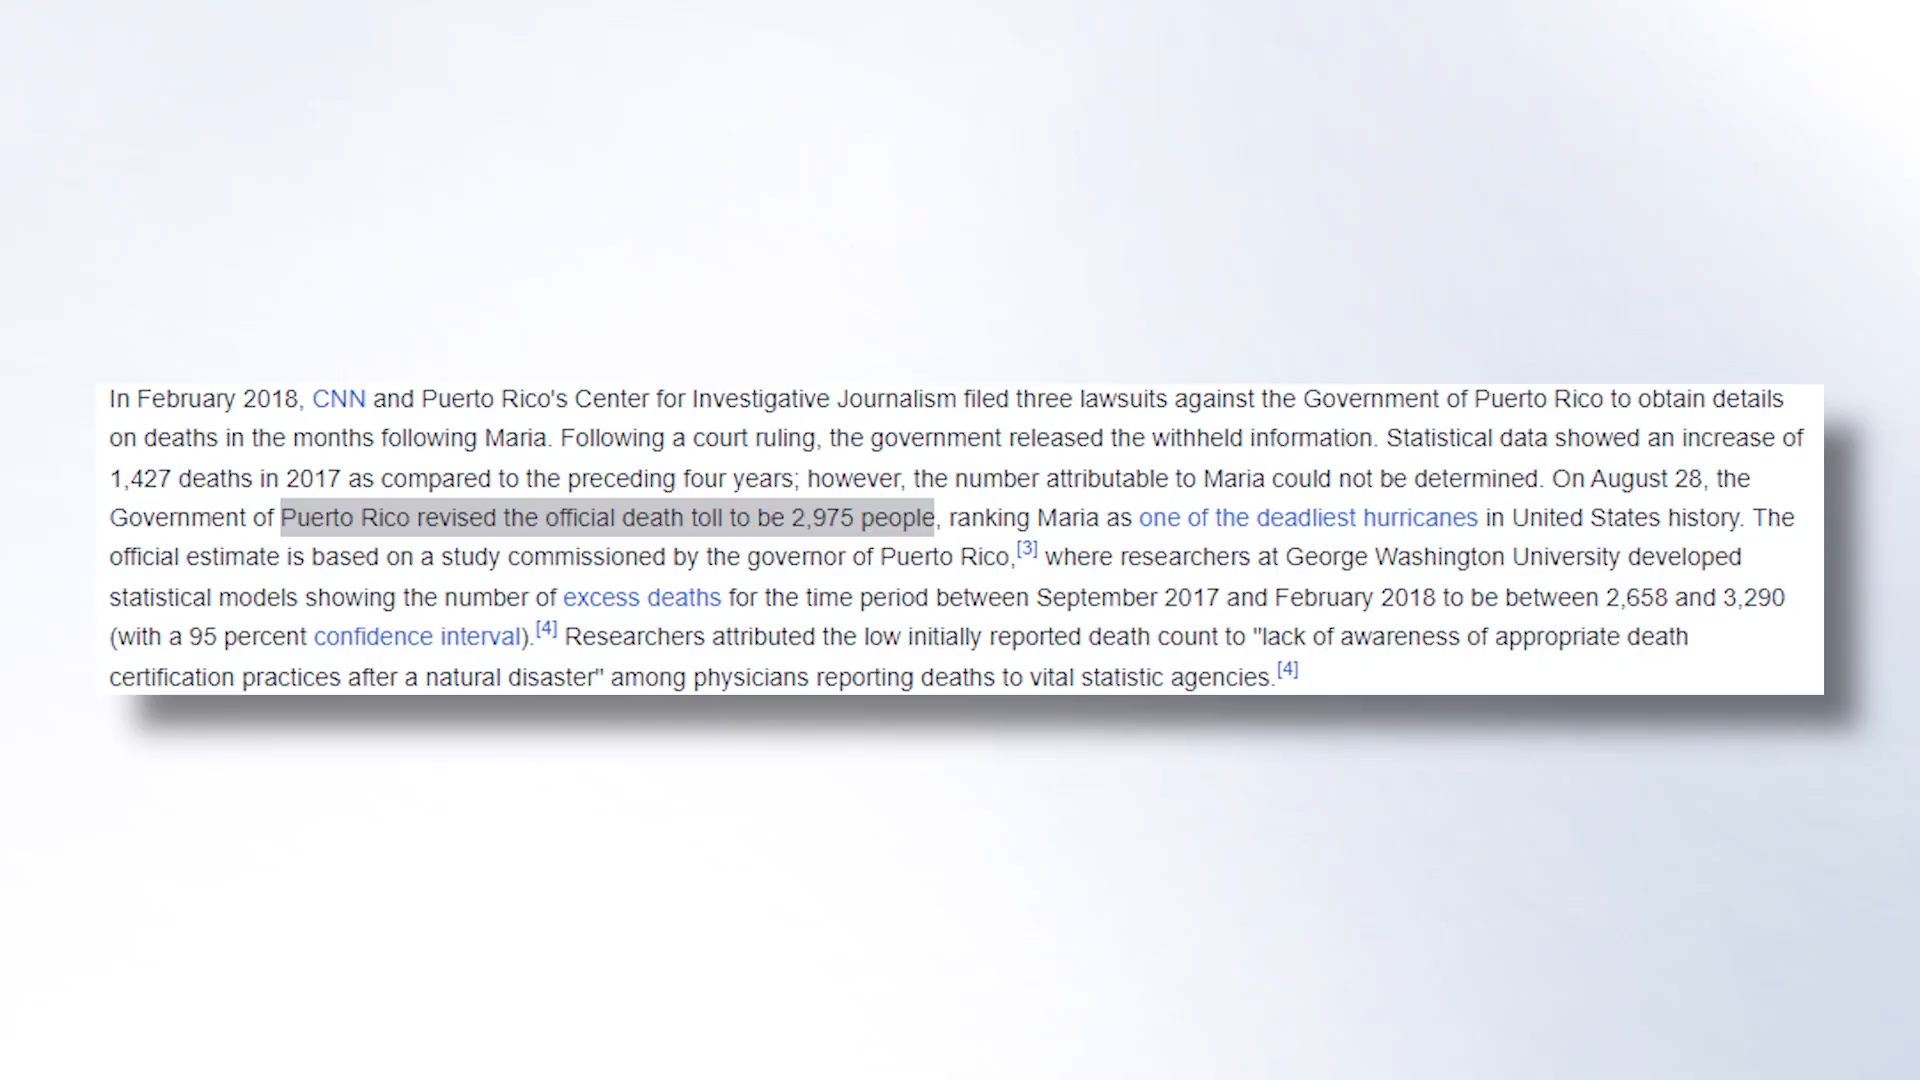 In February 2018, CNN and Puerto Rico's Center for Investigative Journalism filed three lawsuits against the Government of Puerto Rico to obtain details
on deaths in the months following Maria. Following a court ruling, the government released the withheld information. Statistical data showed an increase of
1,427 deaths in 2017 as compared to the preceding four years; however, the number attributable to Maria could not be determined. On August 28, the
Government of Puerto Rico revised the official death toll to be 2,975 people, ranking Maria as one of the deadliest hurricanes in United States history. The
official estimate is based on a study commissioned by the governor of Puerto Rico,[3] where researchers at George Washington University developed
statistical models showing the number of excess deaths for the time period between September 2017 and February 2018 to be between 2,658 and 3,290
(with a 95 percent confidence interval).[4] Researchers attributed the low initially reported death count to "lack of awareness of appropriate death
certification practices after a natural disaster" among physicians reporting deaths to vital statistic agencies.[4]